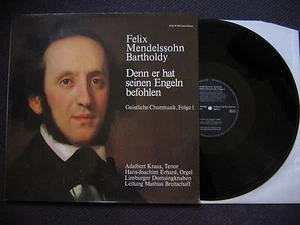 Felix
Mendelssohn
Bartholdy
Denn er hat
seinen Engeln
befohlen
Geistliche Chormusik, Folge 1
Adalbert Kraus, Tenor
Hans-Joachim Erhard, Orgel
Limburger Domsingknaben
Leitung Mathias Breitschaft